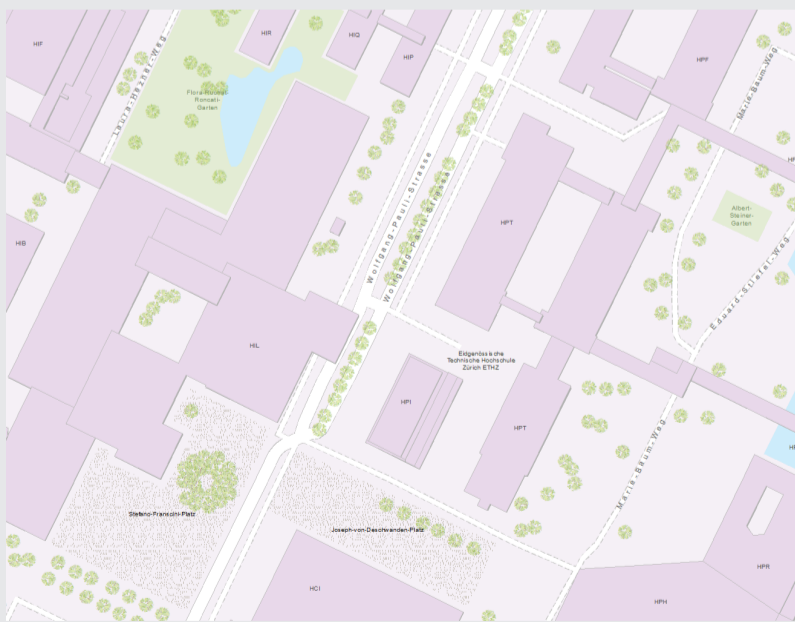 HIF
HIR
HIQ
HIP
HPF
Laura-Hezner-Weg
Flora-Ruchat-
Roncati-
Garten
Marie-Baum-Weg
Wolfgang-Pauli-Strasse
Wolfgang-Pauli-Strasse
HIB
HPT
Albert-
Steiner-
Garten
Eduard-Stiefel-Weg
HIL
Eidgenössische
Technische Hochschule
Zürich ETHZ
HPI
HPT
Marie-Baum-Weg
Stefano-Franscini-Platz
Joseph-von-Deschwanden-Platz
HCI
HPR
HPH